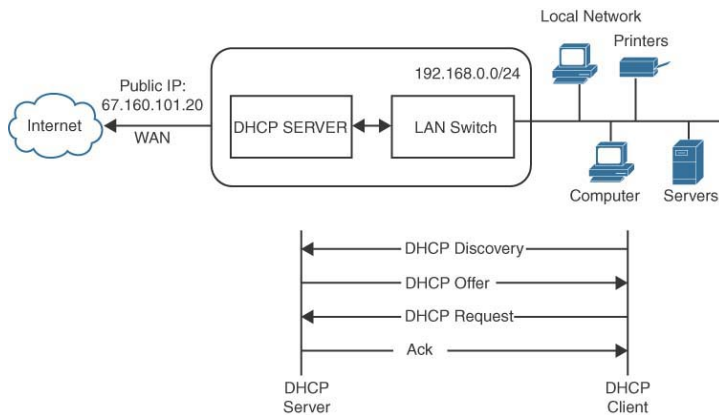 Local Network
Printers
Public IP:
67.160.101.20
192.168.0.0/24
Internet
DHCP SERVER
LAN Switch
WAN
Computer
Servers
DHCP Discovery
DHCP Offer
DHCP Request
Ack
DHCP
Server
DHCP
Client